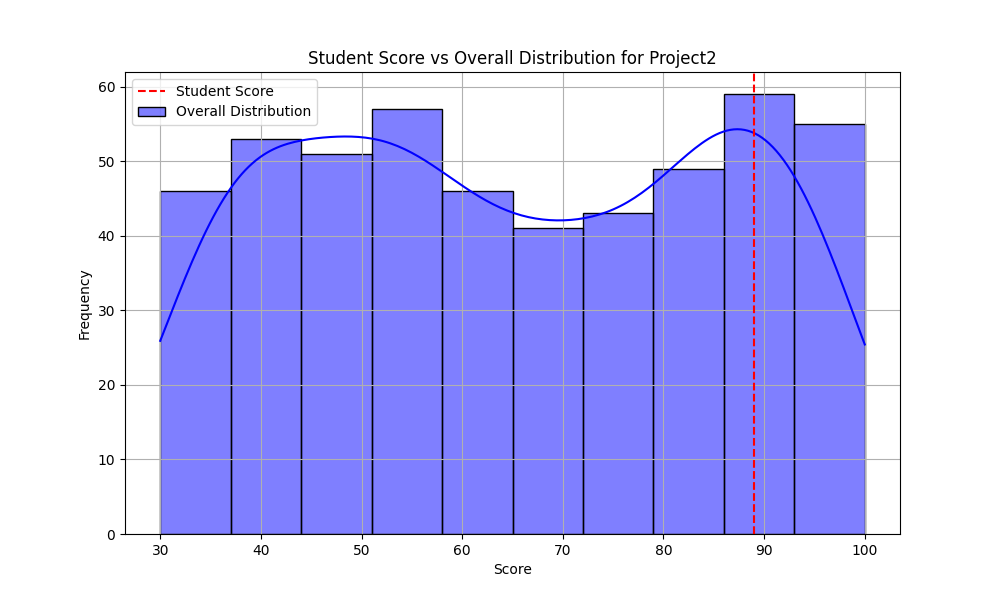 Student Score vs Overall Distribution for Project2
Student Score
Overall Distribution
60
50
40
30
20
10
0
Frequency
30 40 50 60 70 80 90 100
Score